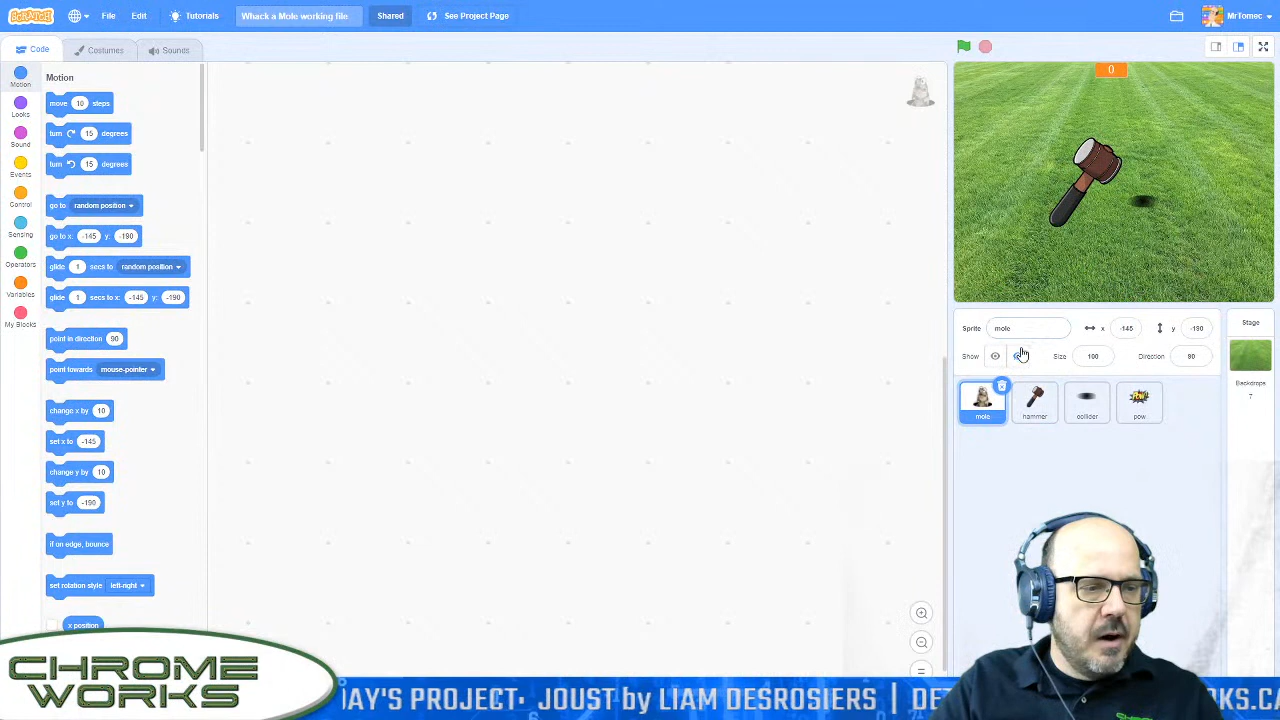 SCRATCH
File
Edit
Tutorials
Whack a Mole working file
Shared
See Project Page
MrTomec
Code
Costumes
Sounds
Motion
Looks
Sound
Events
Control
Sensing
Operators
Variables
My Blocks
Motion
move 10 steps
turn 15 degrees
turn 15 degrees
go to random position
go to x: -145 y: -190
glide 1 secs to random position
glide 1 secs to x: -145 y: -190
point in direction 90
point towards mouse-pointer
change x by 10
set x to -145
change y by 10
set y to -190
if on edge, bounce
set rotation style left-right
x position
0
Sprite mole x -145 y -190
Show Size 100 Direction 90
mole
hammer
collider
pow
POW
Stage
Backdrops
7
CHROME
WORKS
JAY'S PROJECT: JOUST by LIAM DESROSIERS |